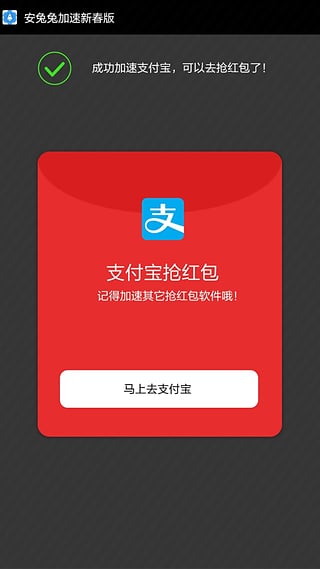 安兔兔加速新春版
成功加速支付宝，可以去抢红包了！
支
支付宝抢红包
记得加速其它抢红包软件哦！
马上去支付宝